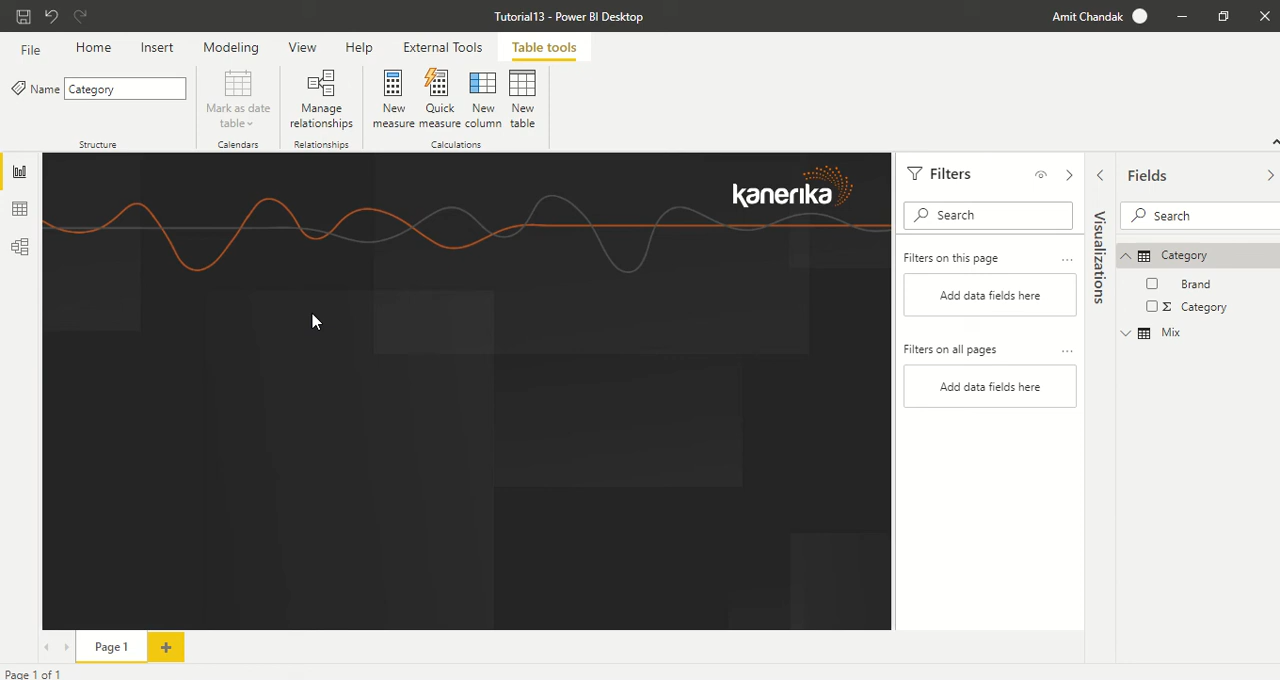 Tutorial13 - Power BI Desktop
Amit Chandak
File
Home
Insert
Modeling
View
Help
External Tools
Table tools
Name
Category
Mark as date
table
Manage
relationships
New
measure
Quick
measure
New
column
New
table
Structure
Calendars
Relationships
Calculations
kanerika
Filters
Search
Filters on this page
...
Add data fields here
Filters on all pages
...
Add data fields here
Visualizations
Fields
Search
Category
Brand
Σ Category
Mix
Page 1
+
Page 1 of 1